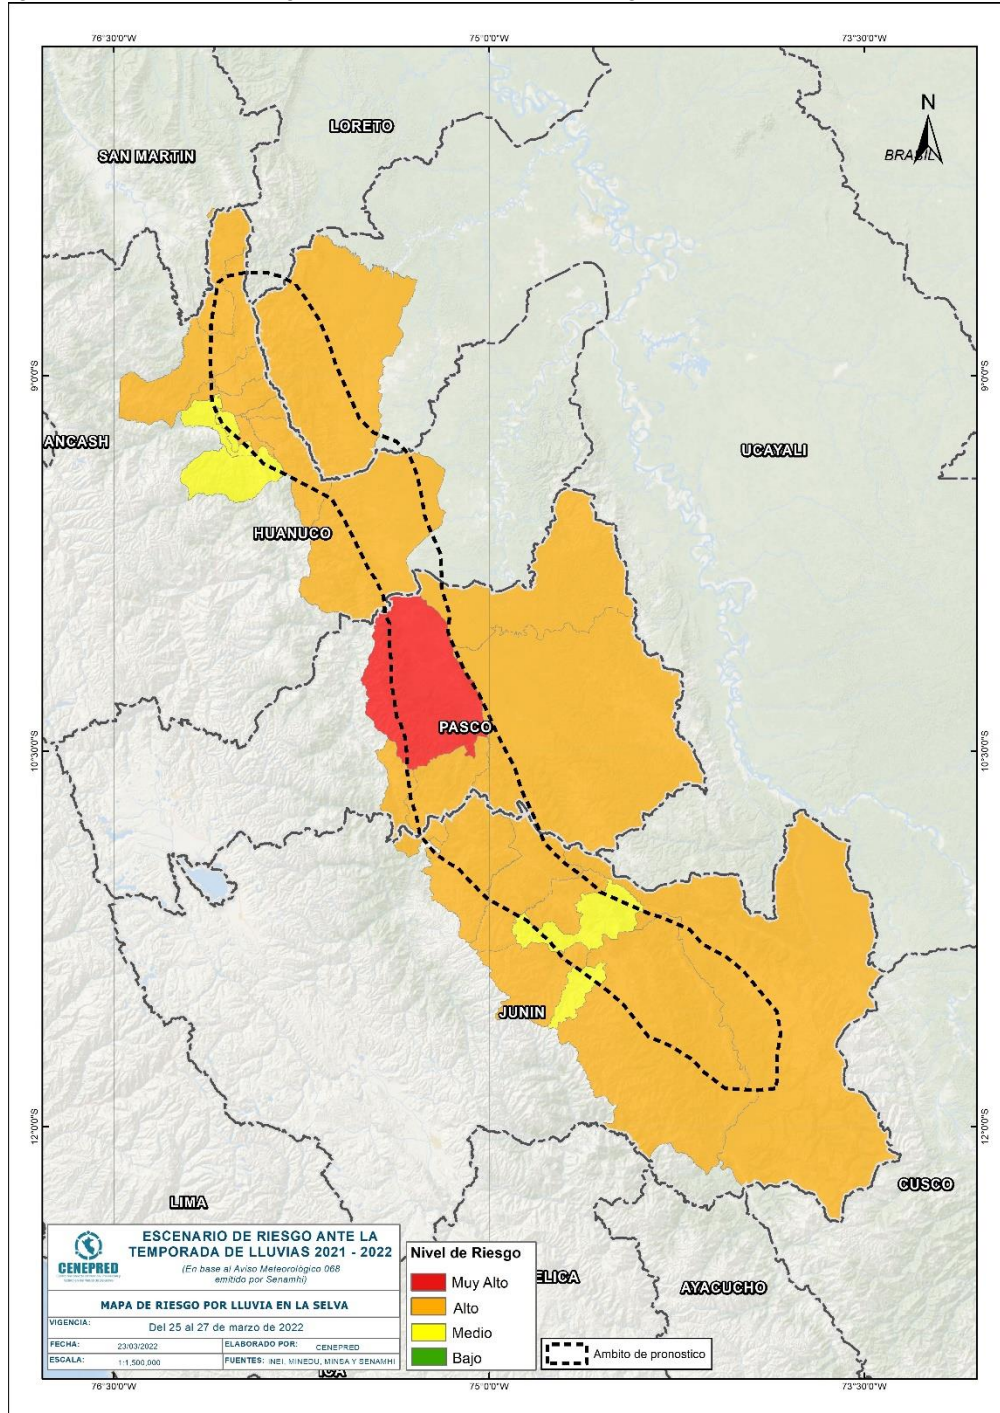 76°30'0"W
75°0'0"W
73°30'0"W
N
LORETO
SAN MARTIN
BRASIL
9°0'0"S
9°0'0"S
ANCASH
UCAYALI
HUANUCO
PASCO
10°30'0"S
10°30'0"S
JUNIN
12°0'0"S
12°0'0"S
CUSCO
LIMA
ELICA
AYACUCHO
ICA
CENEPRED
ESCENARIO DE RIESGO ANTE LA
TEMPORADA DE LLUVIAS 2021 - 2022
(En base al Aviso Meteorológico 068
emitido por Senamhi)
MAPA DE RIESGO POR LLUVIA EN LA SELVA
VIGENCIA: Del 25 al 27 de marzo de 2022
FECHA: 23/03/2022 ELABORADO POR: CENEPRED
ESCALA: 1:1,500,000 FUENTES: INEI, MINEDU, MINSA Y SENAMHI
Nivel de Riesgo
Muy Alto
Alto
Medio
Bajo
Ambito de pronostico
76°30'0"W
75°0'0"W
73°30'0"W